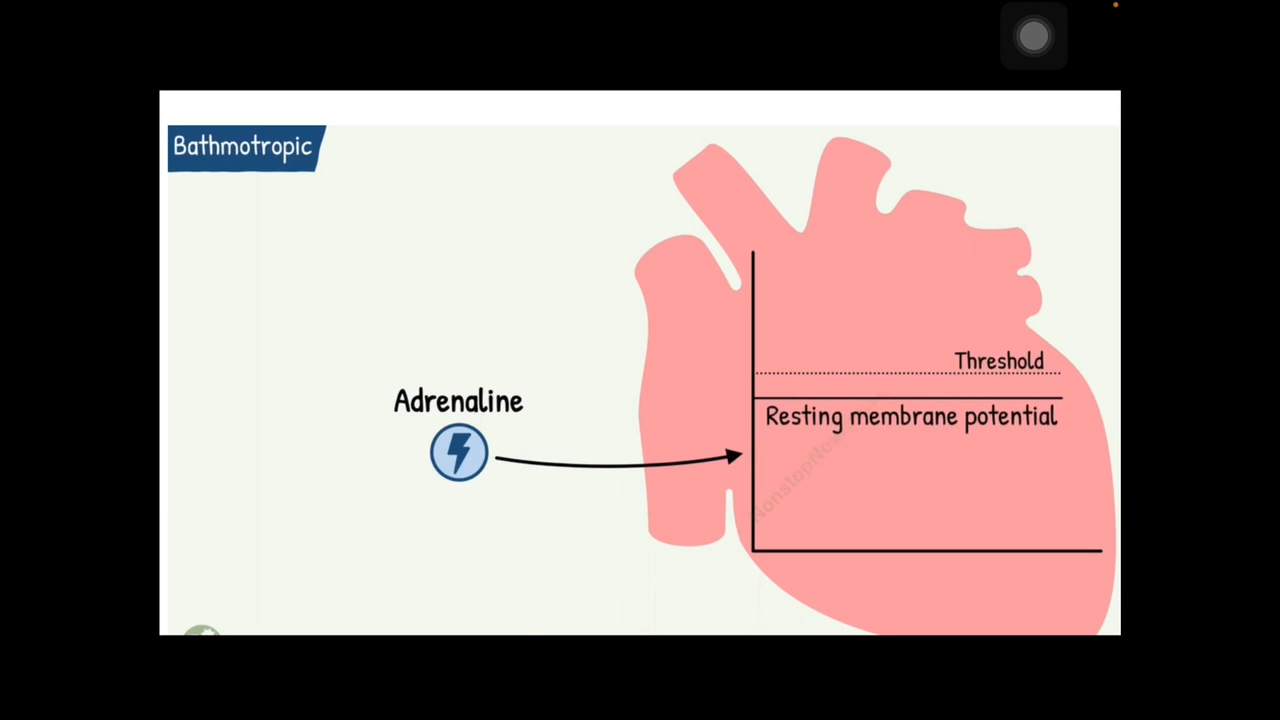 Bathmotropic
Threshold
Adrenaline
Resting membrane potential